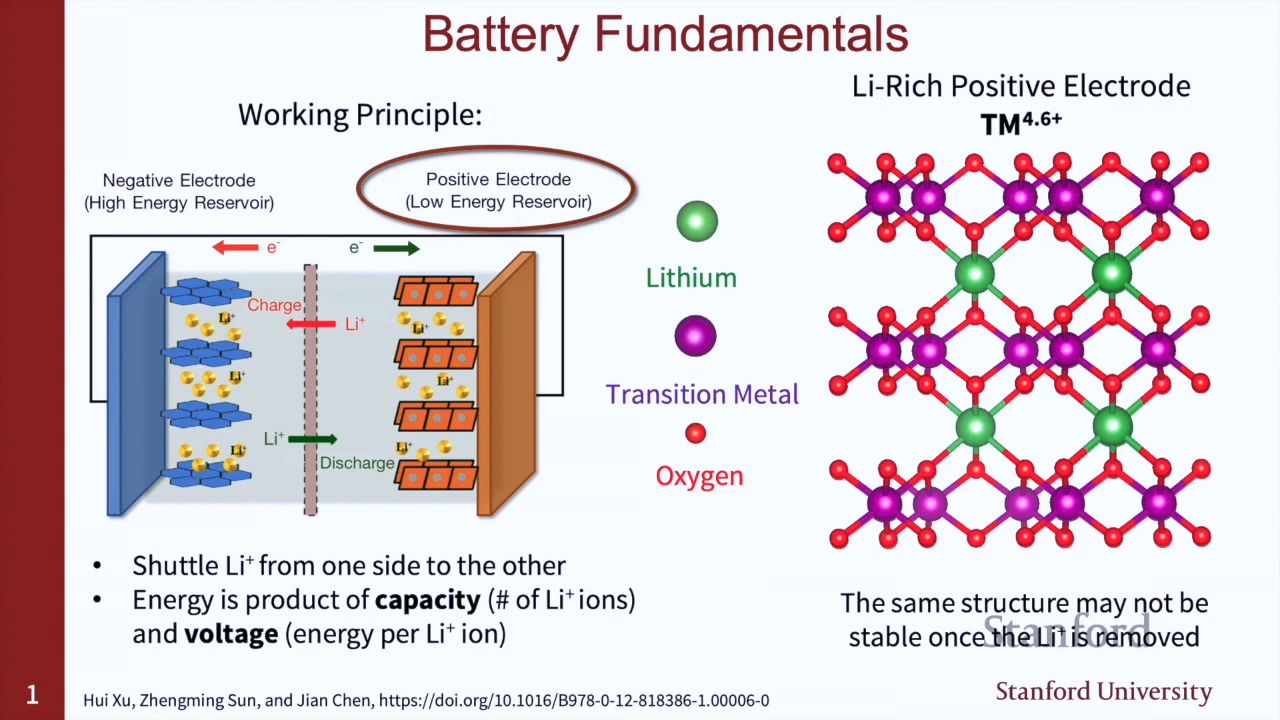 Battery Fundamentals
Working Principle:
Negative Electrode
(High Energy Reservoir)
Positive Electrode
(Low Energy Reservoir)
e⁻
e⁻
Charge
Li⁺
Li⁺
Discharge
Li⁺
Li⁺
Li⁺
Li⁺
Li⁺
Li⁺
Lithium
Transition Metal
Oxygen
Li-Rich Positive Electrode
TM⁴·⁶⁺
• Shuttle Li⁺ from one side to the other
• Energy is product of capacity (# of Li⁺ ions)
and voltage (energy per Li⁺ ion)
The same structure may not be
stable once the Li⁺ is removed
Stanford
1
Hui Xu, Zhengming Sun, and Jian Chen, https://doi.org/10.1016/B978-0-12-818386-1.00006-0
Stanford University